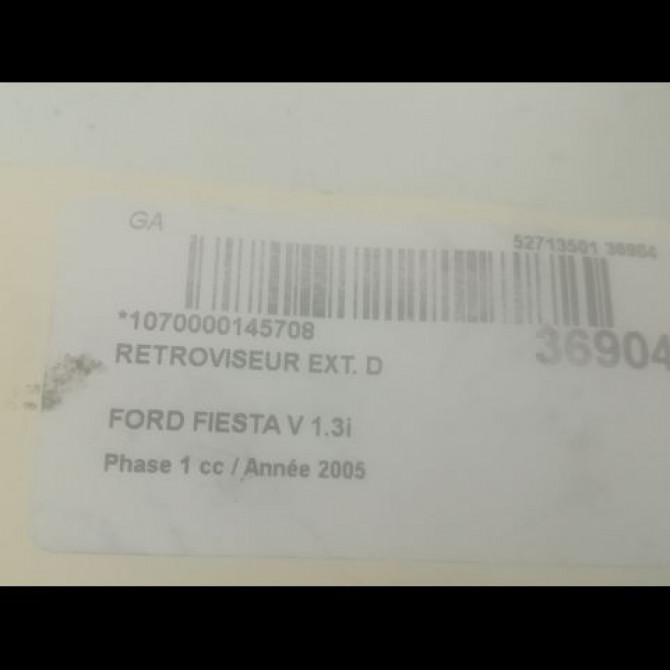 GA
52713501 36904
*1070000145708
36904
RETROVISEUR EXT. D
FORD FIESTA V 1.3i
Phase 1 cc / Année 2005